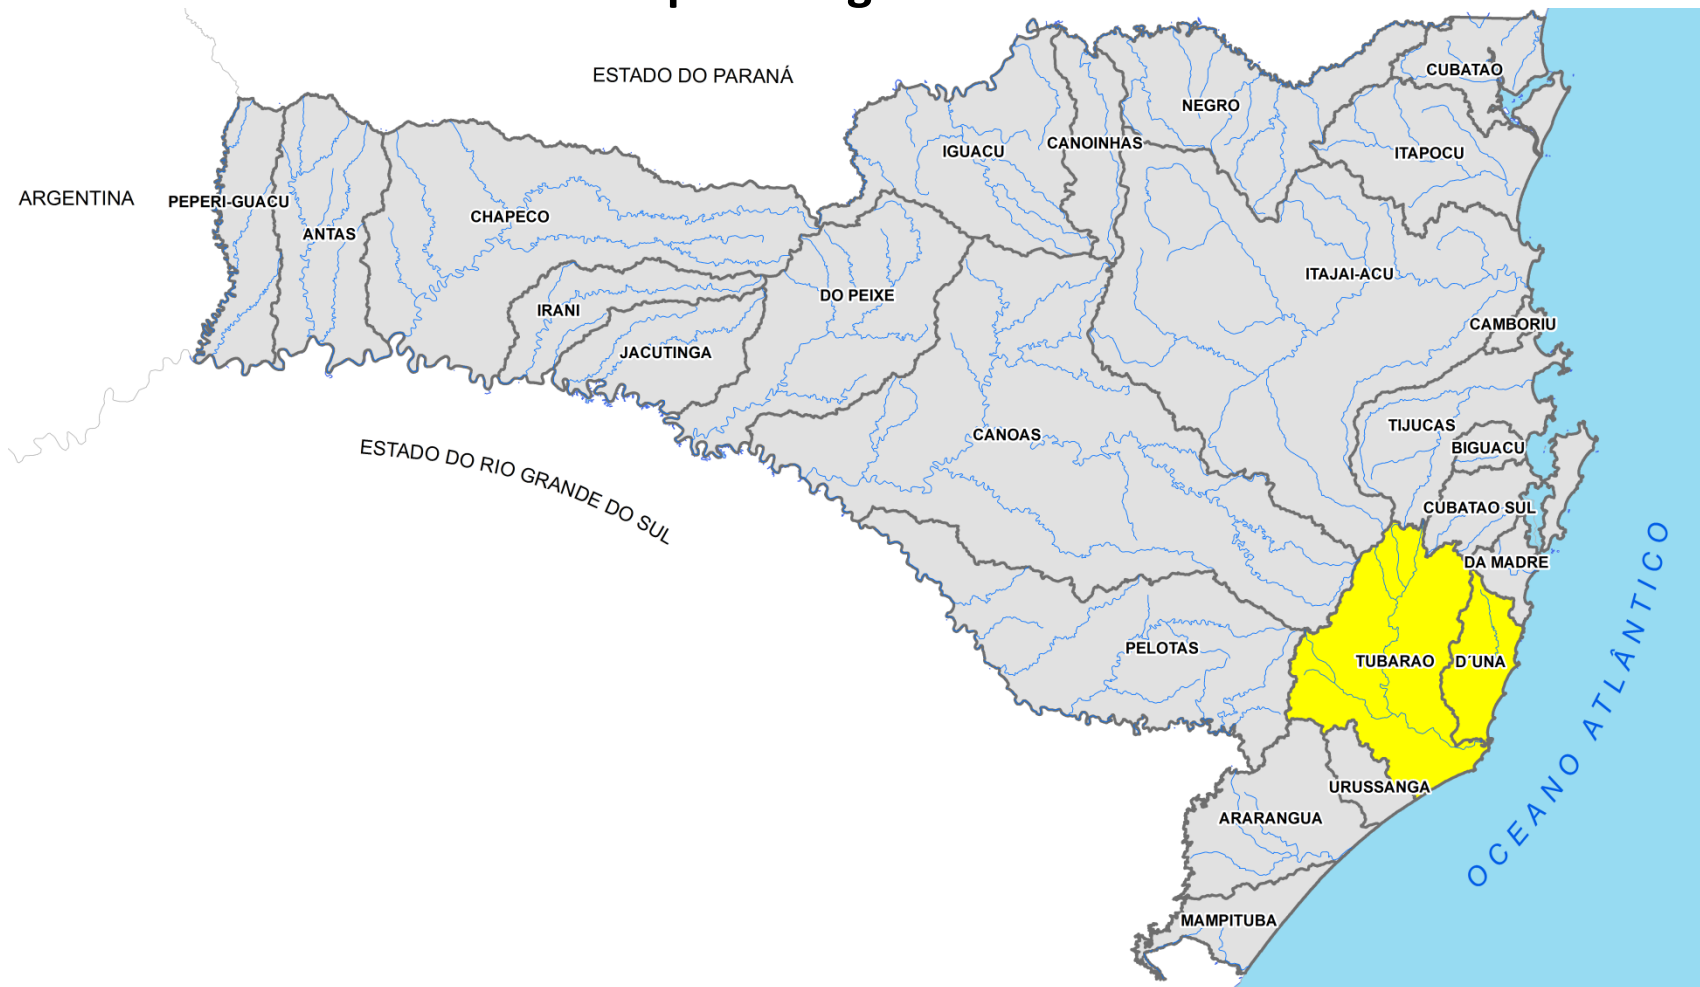 ESTADO DO PARANÁ
CUBATAO
NEGRO
CANOINHAS
IGUACU
ITAPOCU
ARGENTINA
PEPERI-GUACU
CHAPECO
ANTAS
ITAJAI-ACU
DO PEIXE
IRANI
CAMBORIU
JACUTINGA
TIJUCAS
CANOAS
BIGUACU
ESTADO DO RIO GRANDE DO SUL
CUBATAO SUL
DA MADRE
PELOTAS
TUBARAO
D´UNA
OCEANO ATLÂNTICO
URUSSANGA
ARARANGUA
MAMPITUBA